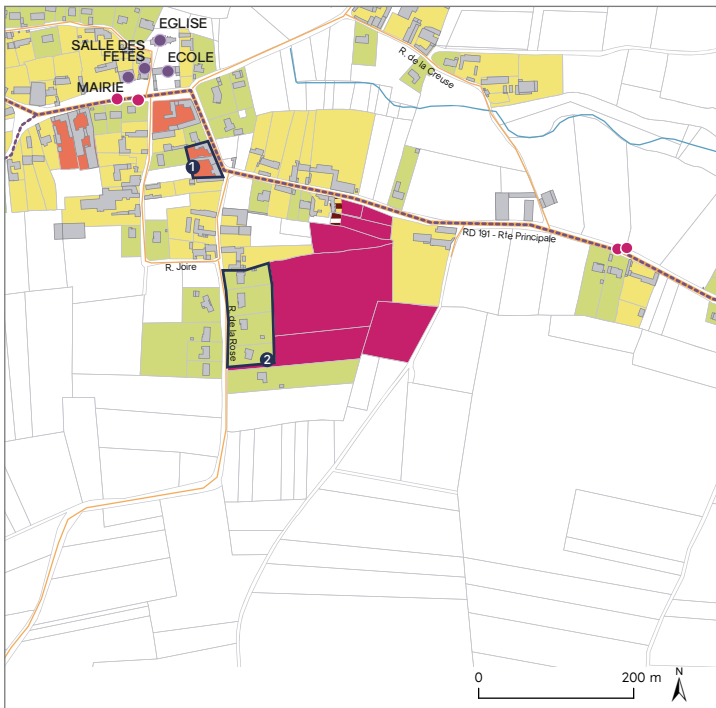 EGLISE
SALLE DES
FETES
ECOLE
MAIRIE
R. de la Creuse
1
RD 191 - Rte Principale
R. Joire
R. de la Rose
2
0
200 m
N